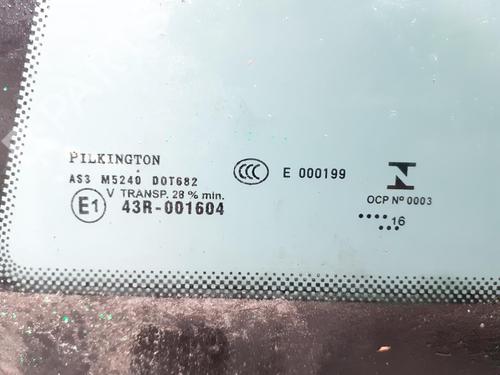 PILKINGTON
AS3 M5240 DOT682
V TRANSP. 28 % min.
E1 43R-001604
CCC E 000199
N
OCP Nº 0003
16